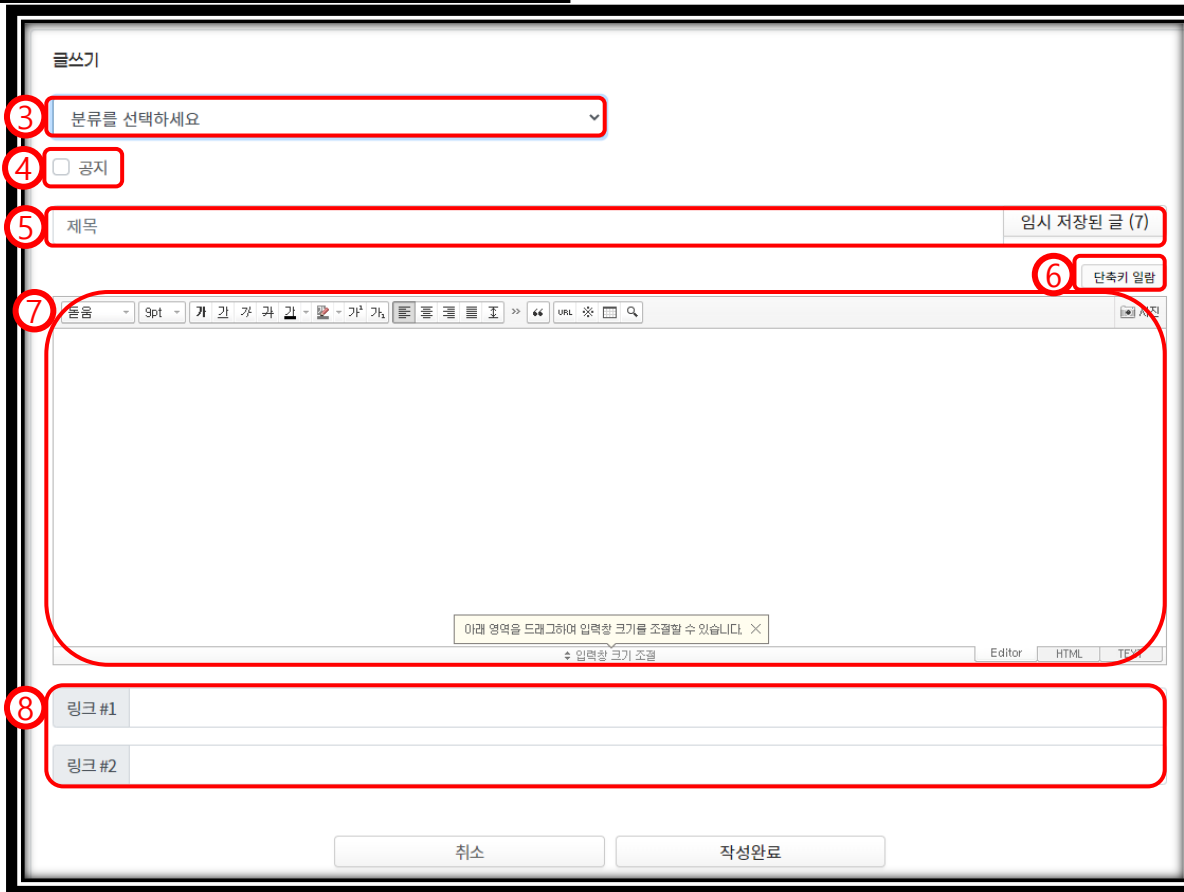 글쓰기
③ 분류를 선택하세요
④ 공지
⑤ 제목 임시 저장된 글 (7)
⑥ 단축키 일람
⑦ 돋움 9pt 가 가 가 가 가 가² 가₁ “ URL ※ 사진
아래 영역을 드래그하여 입력창 크기를 조절할 수 있습니다.
입력창 크기 조절 Editor HTML TEXT
⑧ 링크 #1
링크 #2
취소 작성완료